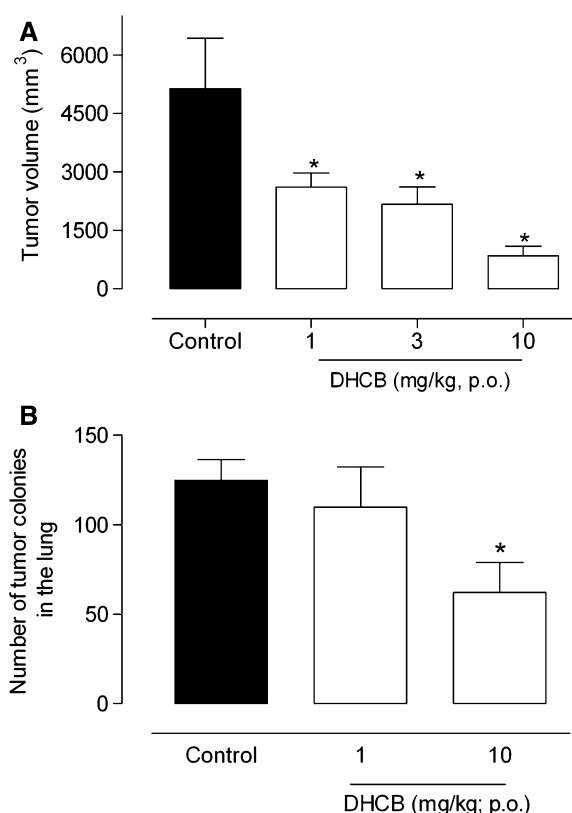 A
Tumor volume (mm³)
6000
4500
3000
1500
0
*
*
*
Control 1 3 10
DHCB (mg/kg, p.o.)
B
Number of tumor colonies
in the lung
150
100
50
0
*
Control 1 10
DHCB (mg/kg; p.o.)